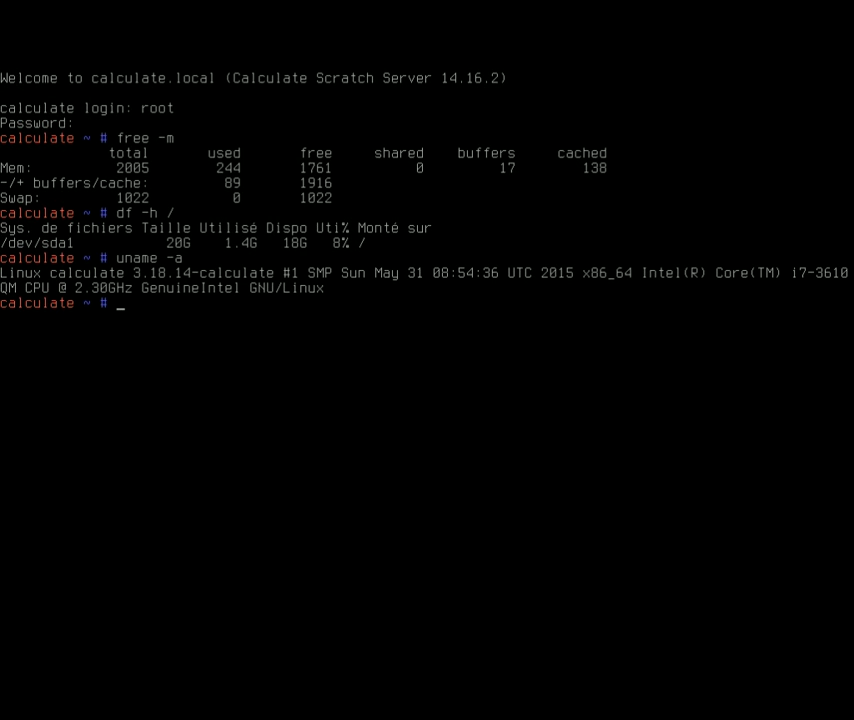 Welcome to calculate.local (Calculate Scratch Server 14.16.2)
calculate login: root
Password:
calculate ~ # free -m
total used free shared buffers cached
Mem: 2005 244 1761 0 17 138
-/+ buffers/cache: 89 1916
Swap: 1022 0 1022
calculate ~ # df -h /
Sys. de fichiers Taille Utilisé Dispo Uti% Monté sur
/dev/sda1 20G 1.4G 18G 8% /
calculate ~ # uname -a
Linux calculate 3.18.14-calculate #1 SMP Sun May 31 08:54:36 UTC 2015 x86_64 Intel(R) Core(TM) i7-3610
QM CPU @ 2.30GHz GenuineIntel GNU/Linux
calculate ~ # _